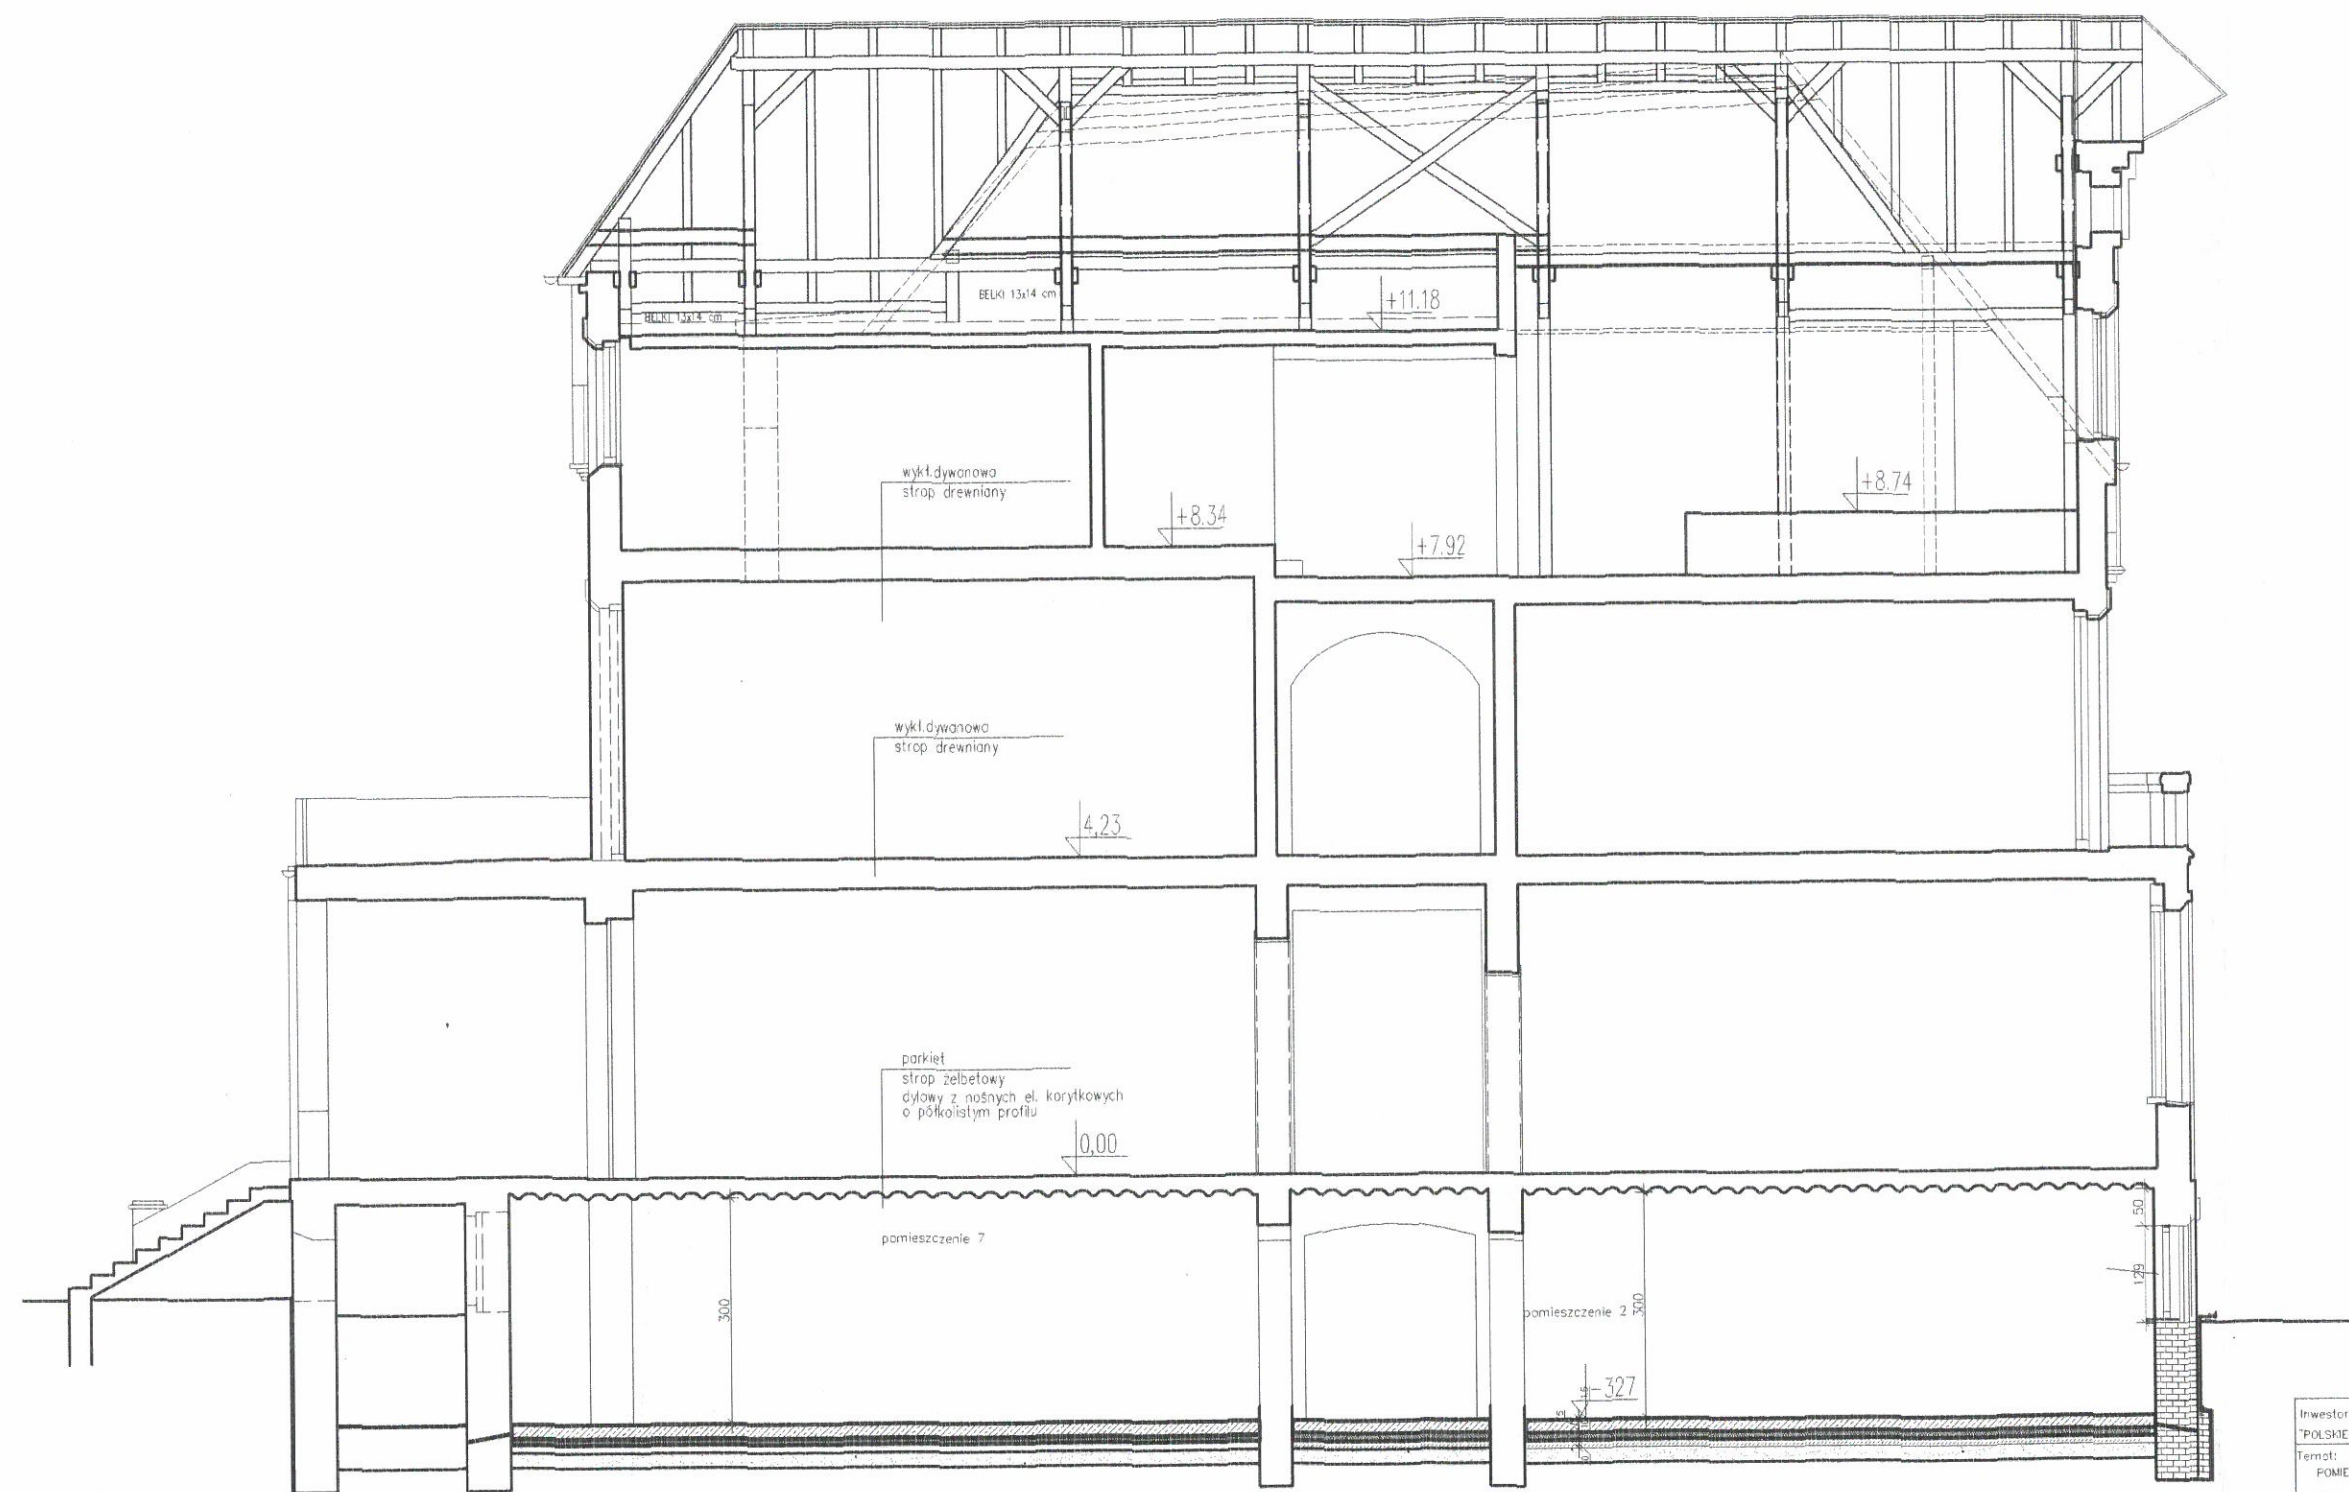 BELKI 13x14 cm
+11.18
BELKI 13x14 cm
wykł.dywanowa
strop drewniany
+8.74
+8.34
+7.92
wykł.dywanowa
strop drewniany
4,23
parkiet
strop żelbetowy
dylowy z nośnych el. korytkowych
o półkolistym profilu
0,00
50
pomieszczenie 7
129
300
pomieszczenie 2
300
-327
Inwestor
"POLSKIE
Temat:
POMIE